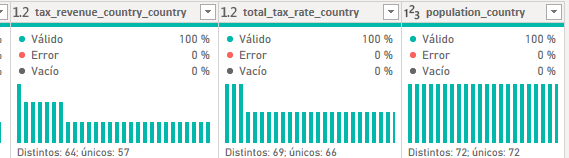 1.2 tax_revenue_country_country 1.2 total_tax_rate_country 1²3 population_country
% Válido 100 % Válido 100 % Válido 100 %
% Error 0 % Error 0 % Error 0 %
% Vacío 0 % Vacío 0 % Vacío 0 %
Distintos: 64; únicos: 57 Distintos: 69; únicos: 66 Distintos: 72; únicos: 72